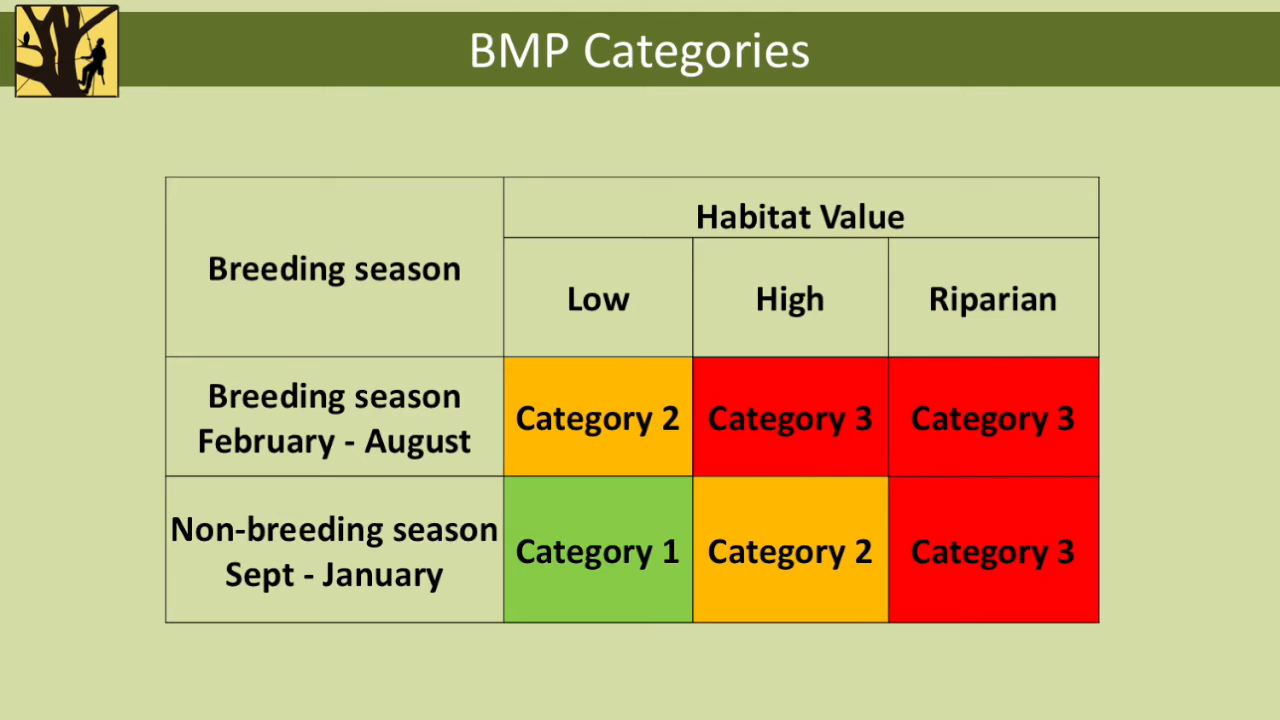 BMP Categories
Habitat Value
Breeding season
Low
High
Riparian
Breeding season
February - August
Category 2
Category 3
Category 3
Non-breeding season
Sept - January
Category 1
Category 2
Category 3